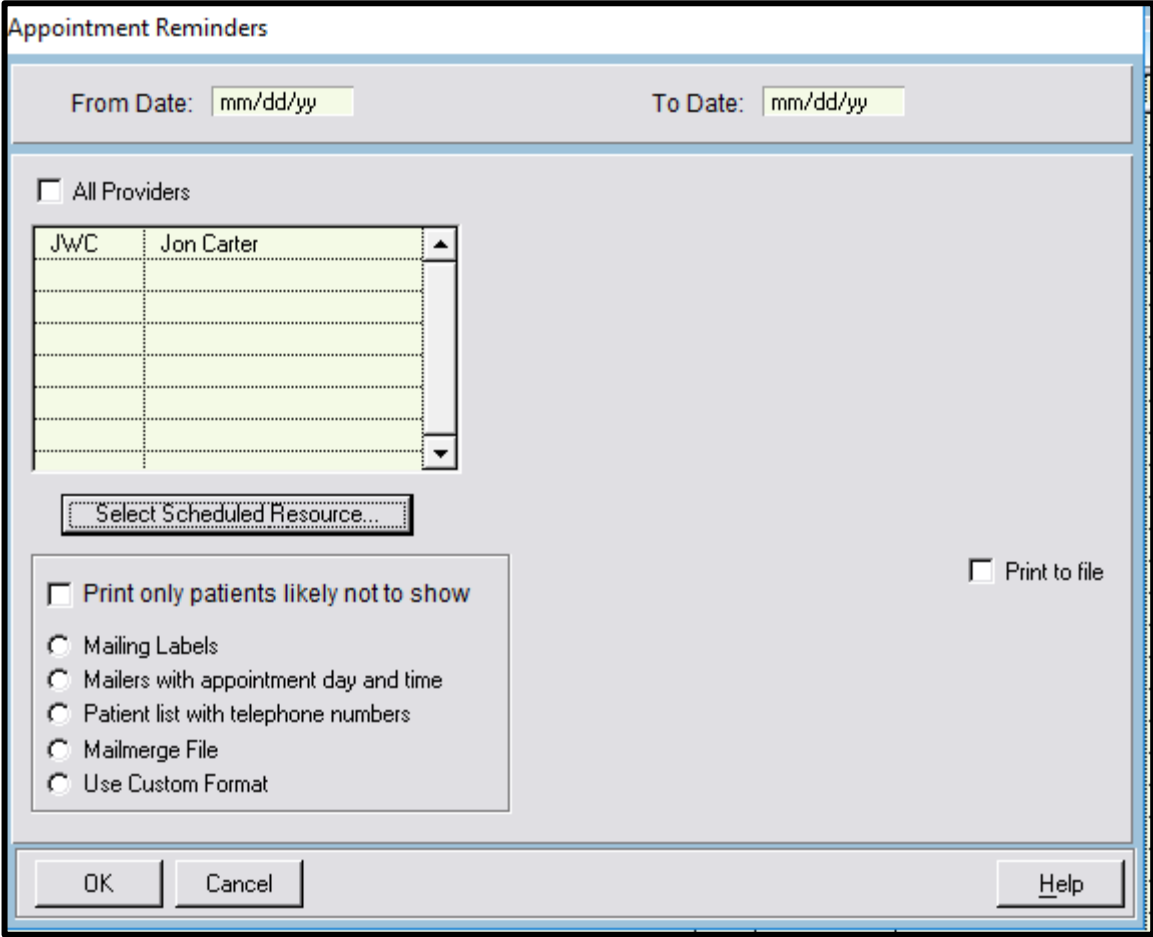 Appointment Reminders
From Date: mm/dd/yy To Date: mm/dd/yy
All Providers
JWC Jon Carter
Select Scheduled Resource...
Print only patients likely not to show
Print to file
Mailing Labels
Mailers with appointment day and time
Patient list with telephone numbers
Mailmerge File
Use Custom Format
OK Cancel Help